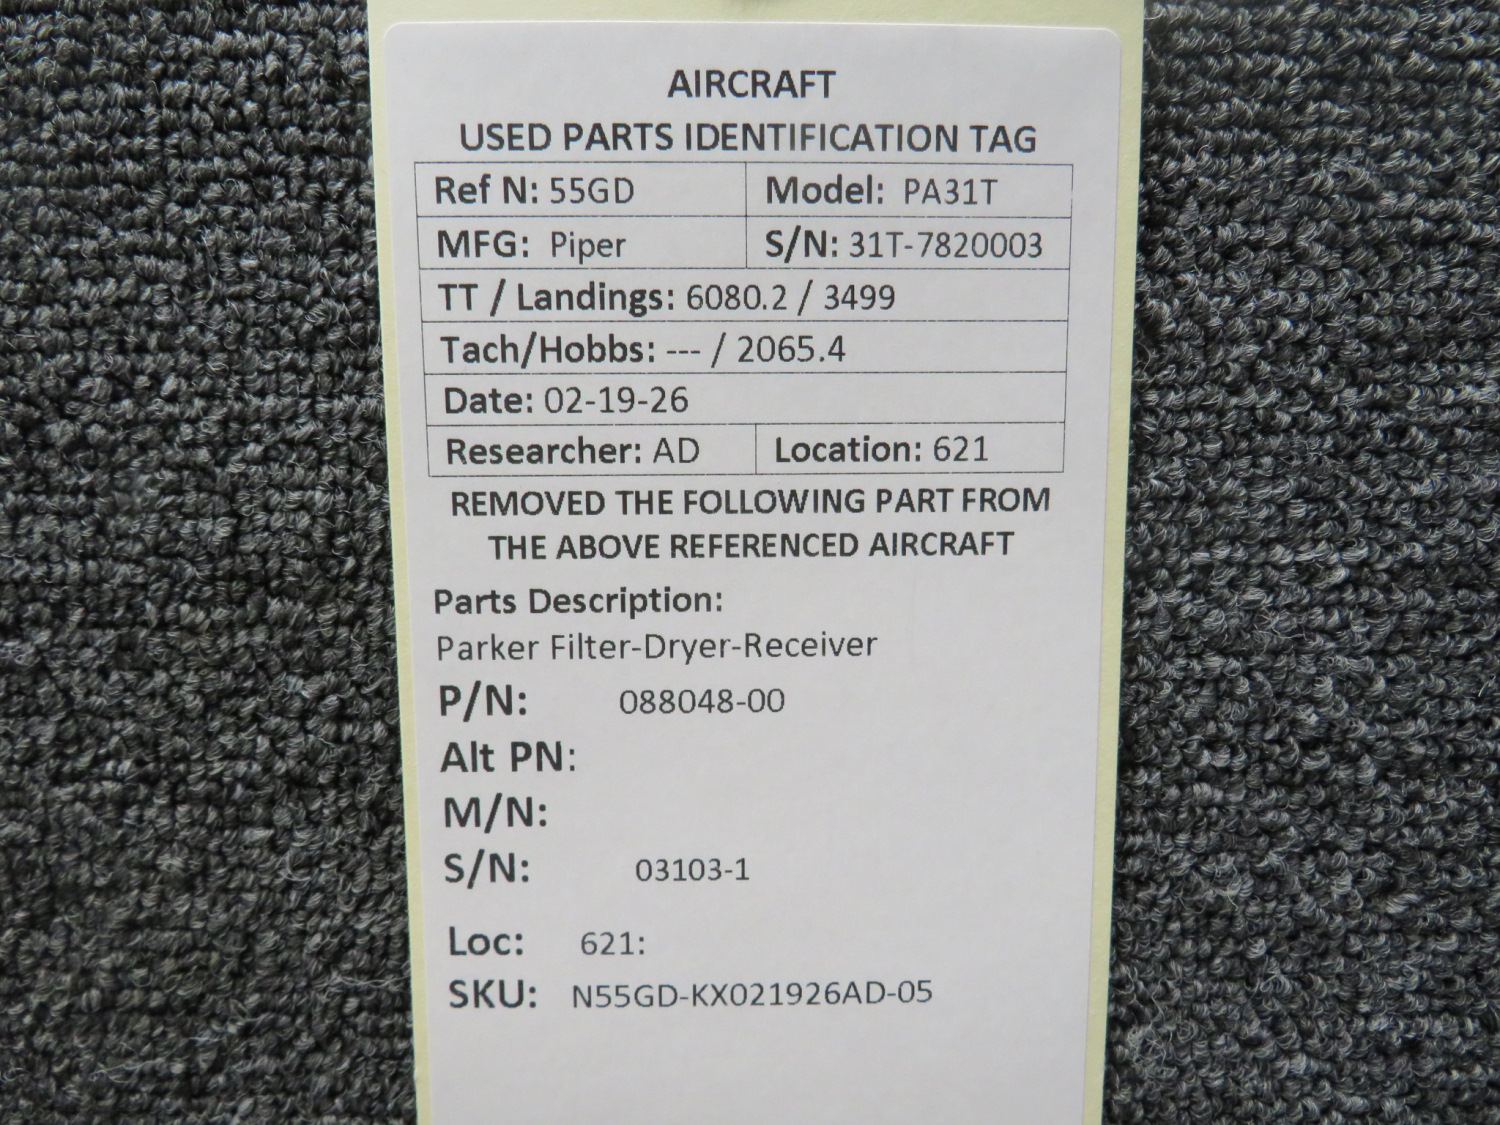 AIRCRAFT
USED PARTS IDENTIFICATION TAG
Ref N: 55GD Model: PA31T
MFG: Piper S/N: 31T-7820003
TT / Landings: 6080.2 / 3499
Tach/Hobbs: --- / 2065.4
Date: 02-19-26
Researcher: AD Location: 621
REMOVED THE FOLLOWING PART FROM
THE ABOVE REFERENCED AIRCRAFT
Parts Description:
Parker Filter-Dryer-Receiver
P/N: 088048-00
Alt PN:
M/N:
S/N: 03103-1
Loc: 621:
SKU: N55GD-KX021926AD-05